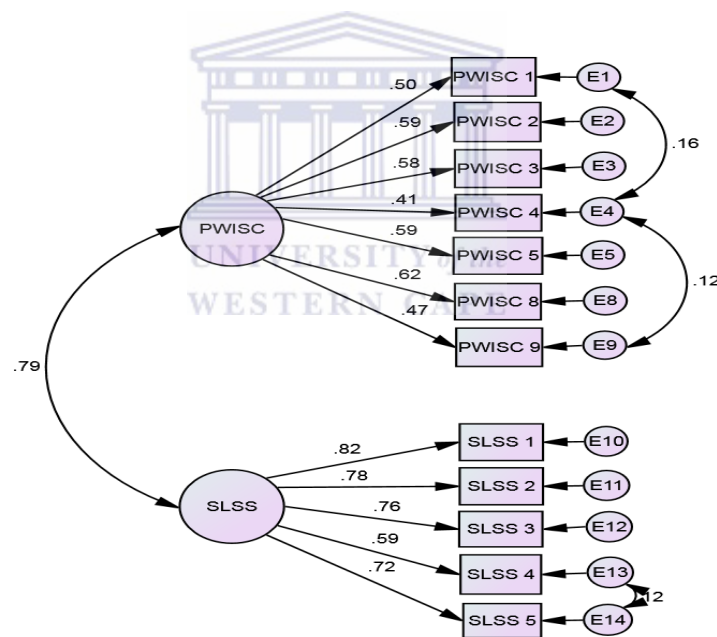 PWISC 1
E1
.50
PWISC 2
E2
.59
.16
PWISC 3
E3
.58
PWISC 4
E4
.41
PWISC
PWISC 5
E5
.59
UNIVERSITY of the
.62
.12
PWISC 8
E8
WESTERN CAPE
.47
PWISC 9
E9
.79
SLSS 1
E10
.82
SLSS 2
E11
.78
SLSS
SLSS 3
E12
.76
.59
SLSS 4
E13
.72
.12
SLSS 5
E14